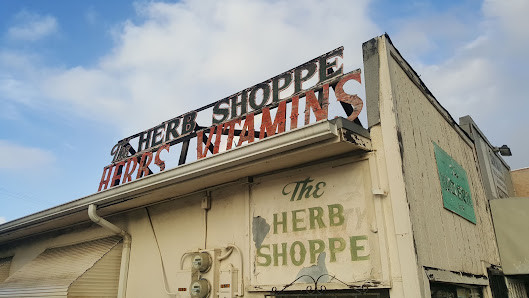 The HERB SHOPPE
HERBS VITAMINS
The
HERB
SHOPPE